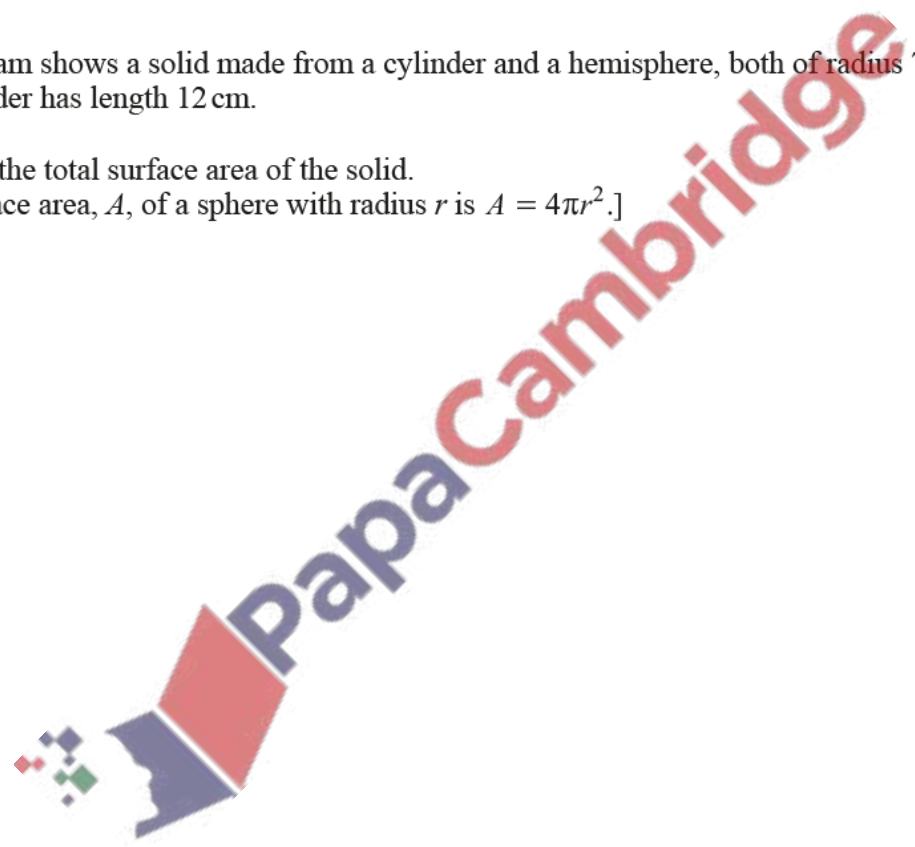 am shows a solid made from a cylinder and a hemisphere, both of radius
der has length 12 cm.
the total surface area of the solid.
ce area, A, of a sphere with radius r is A = 4πr².]
PapaCambridge